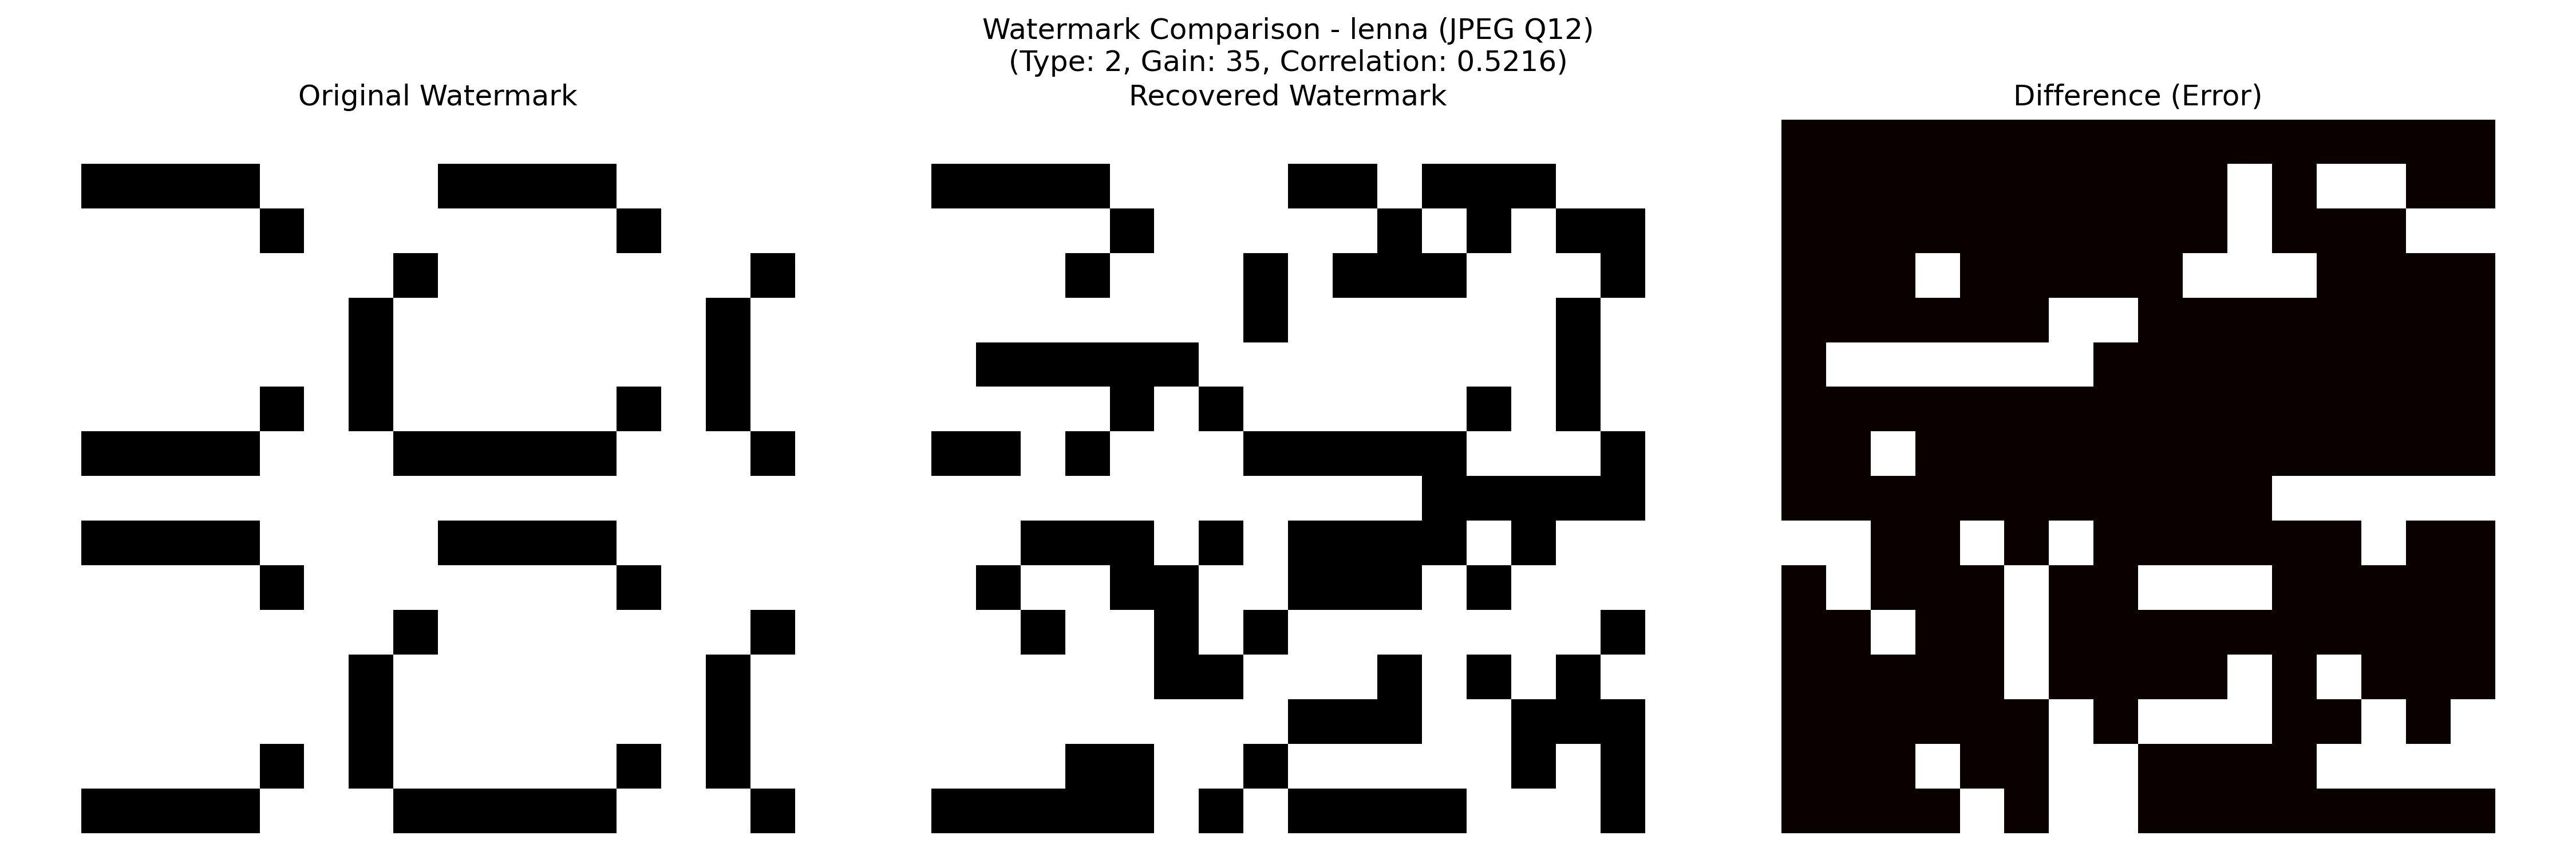 Watermark Comparison - lenna (JPEG Q12)
(Type: 2, Gain: 35, Correlation: 0.5216)
Original Watermark
Recovered Watermark
Difference (Error)